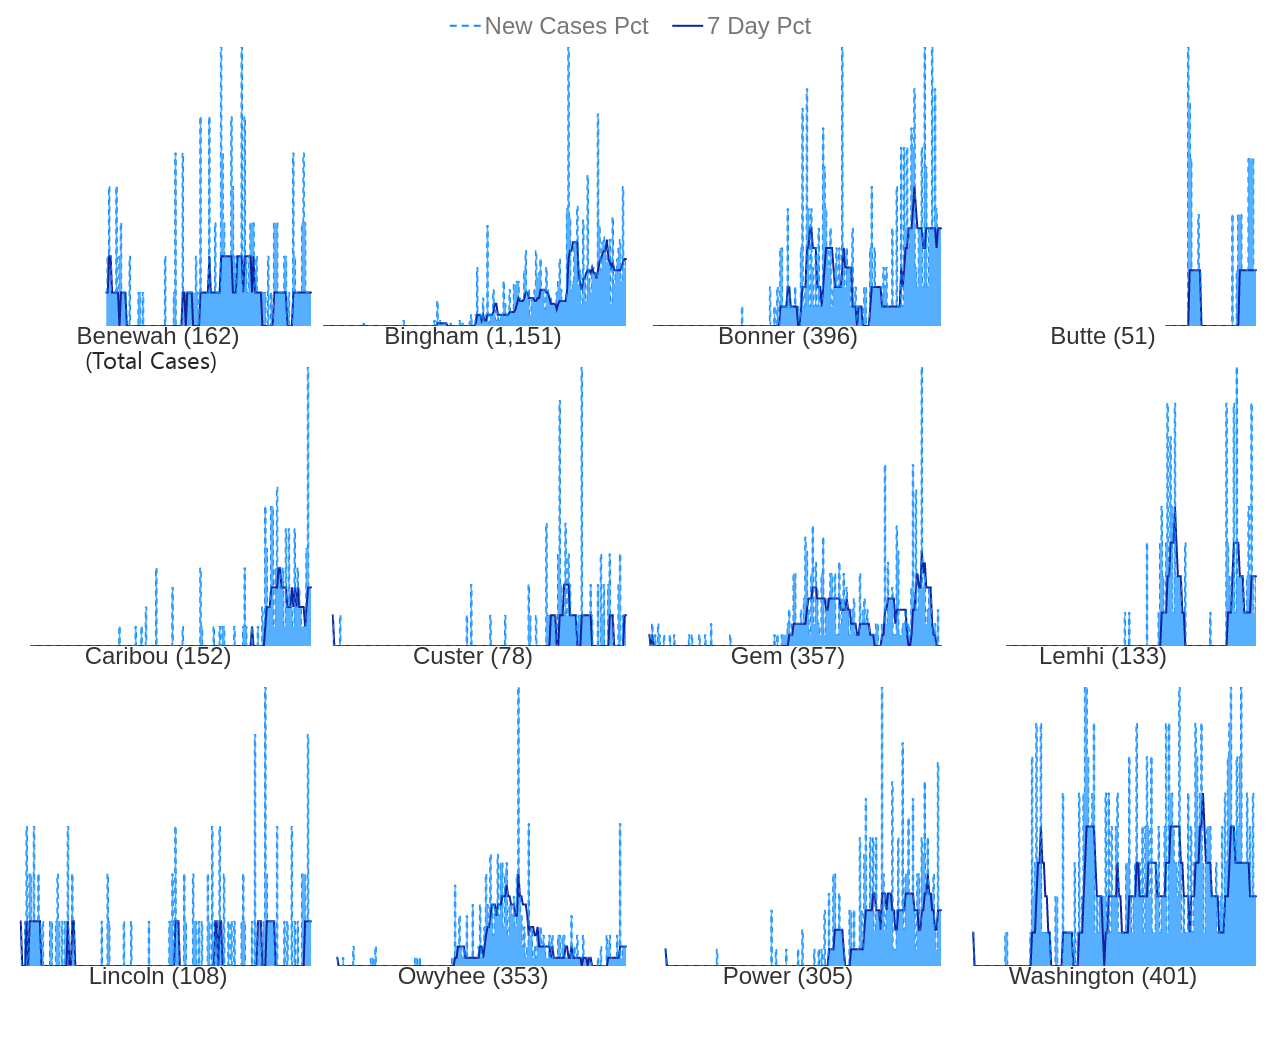 New Cases Pct 7 Day Pct
Benewah (162) Bingham (1,151) Bonner (396) Butte (51)
(Total Cases)
Caribou (152) Custer (78) Gem (357) Lemhi (133)
Lincoln (108) Owyhee (353) Power (305) Washington (401)